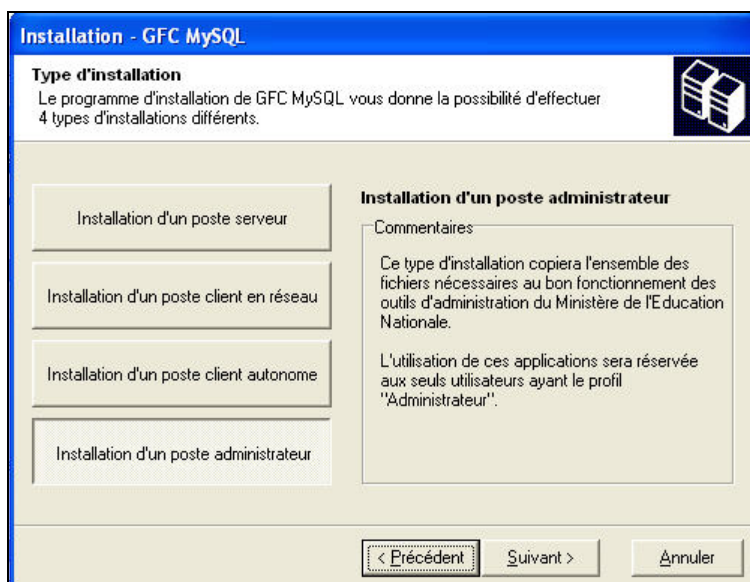 Installation - GFC MySQL
Type d'installation
Le programme d'installation de GFC MySQL vous donne la possibilité d'effectuer
4 types d'installations différents.
Installation d'un poste serveur
Installation d'un poste client en réseau
Installation d'un poste client autonome
Installation d'un poste administrateur
Installation d'un poste administrateur
Commentaires
Ce type d'installation copiera l'ensemble des
fichiers nécessaires au bon fonctionnement des
outils d'administration du Ministère de l'Education
Nationale.
L'utilisation de ces applications sera réservée
aux seuls utilisateurs ayant le profil
"Administrateur".
< Précédent
Suivant >
Annuler